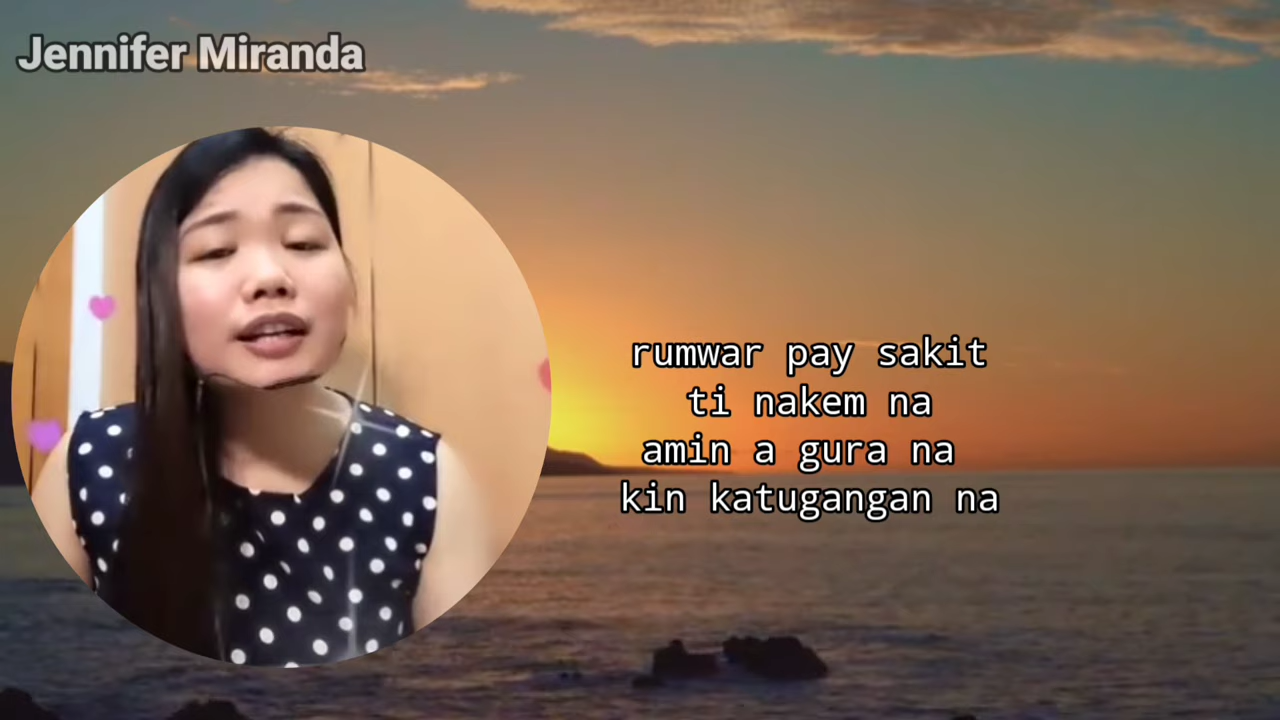 Jennifer Miranda
rumwar pay sakit
ti nakem na
amin a gura na
kin katugangan na